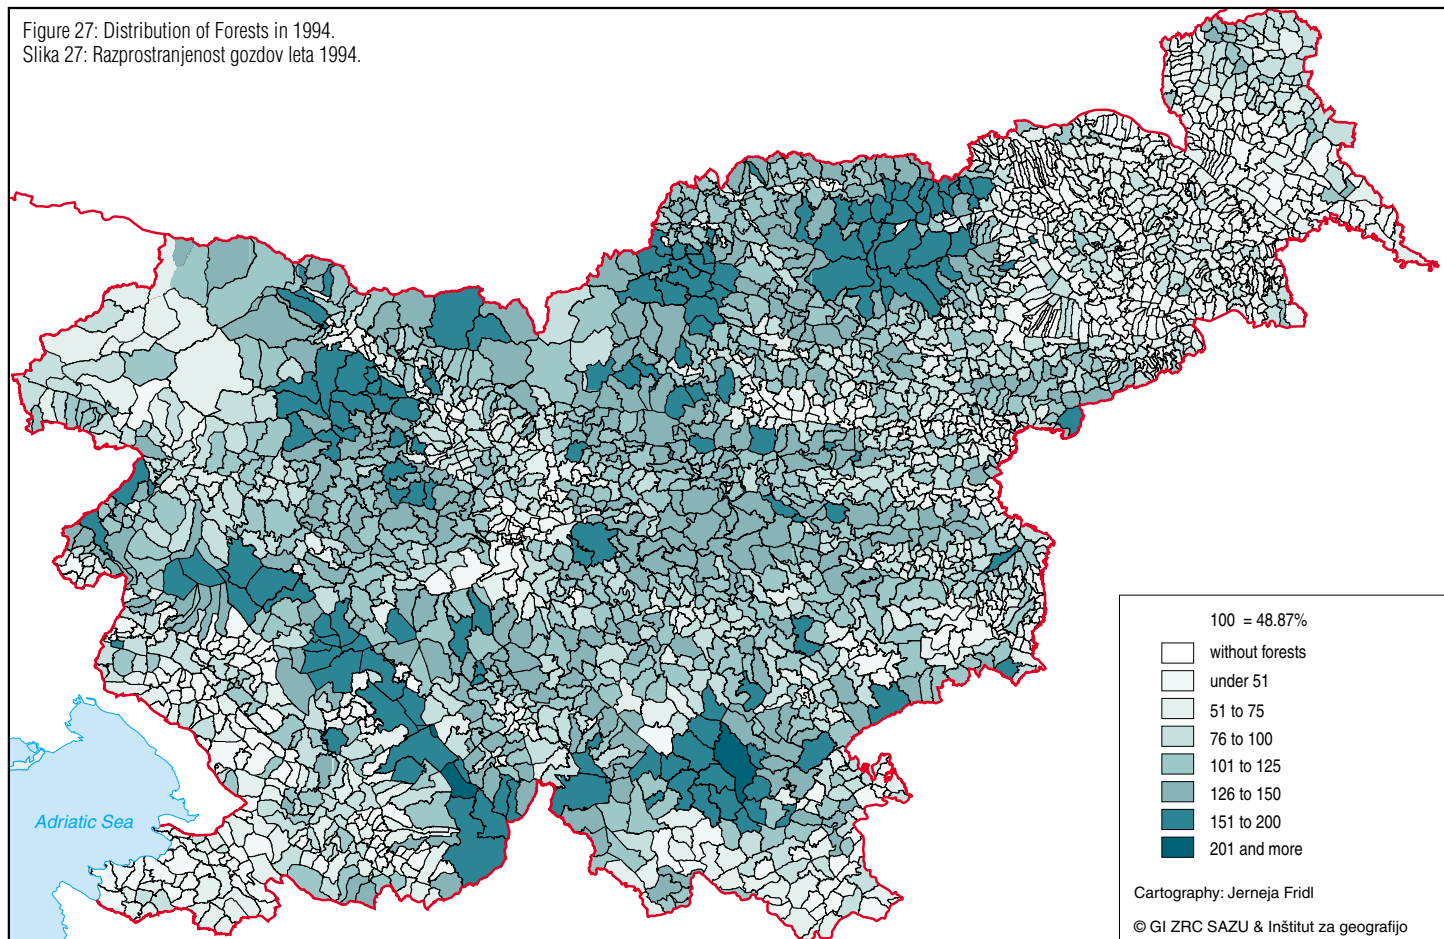 Figure 27: Distribution of Forests in 1994.
Slika 27: Razprostranjenost gozdov leta 1994.
Adriatic Sea
100 = 48.87%
without forests
under 51
51 to 75
76 to 100
101 to 125
126 to 150
151 to 200
201 and more
Cartography: Jerneja Fridl
© GI ZRC SAZU & Inštitut za geografijo